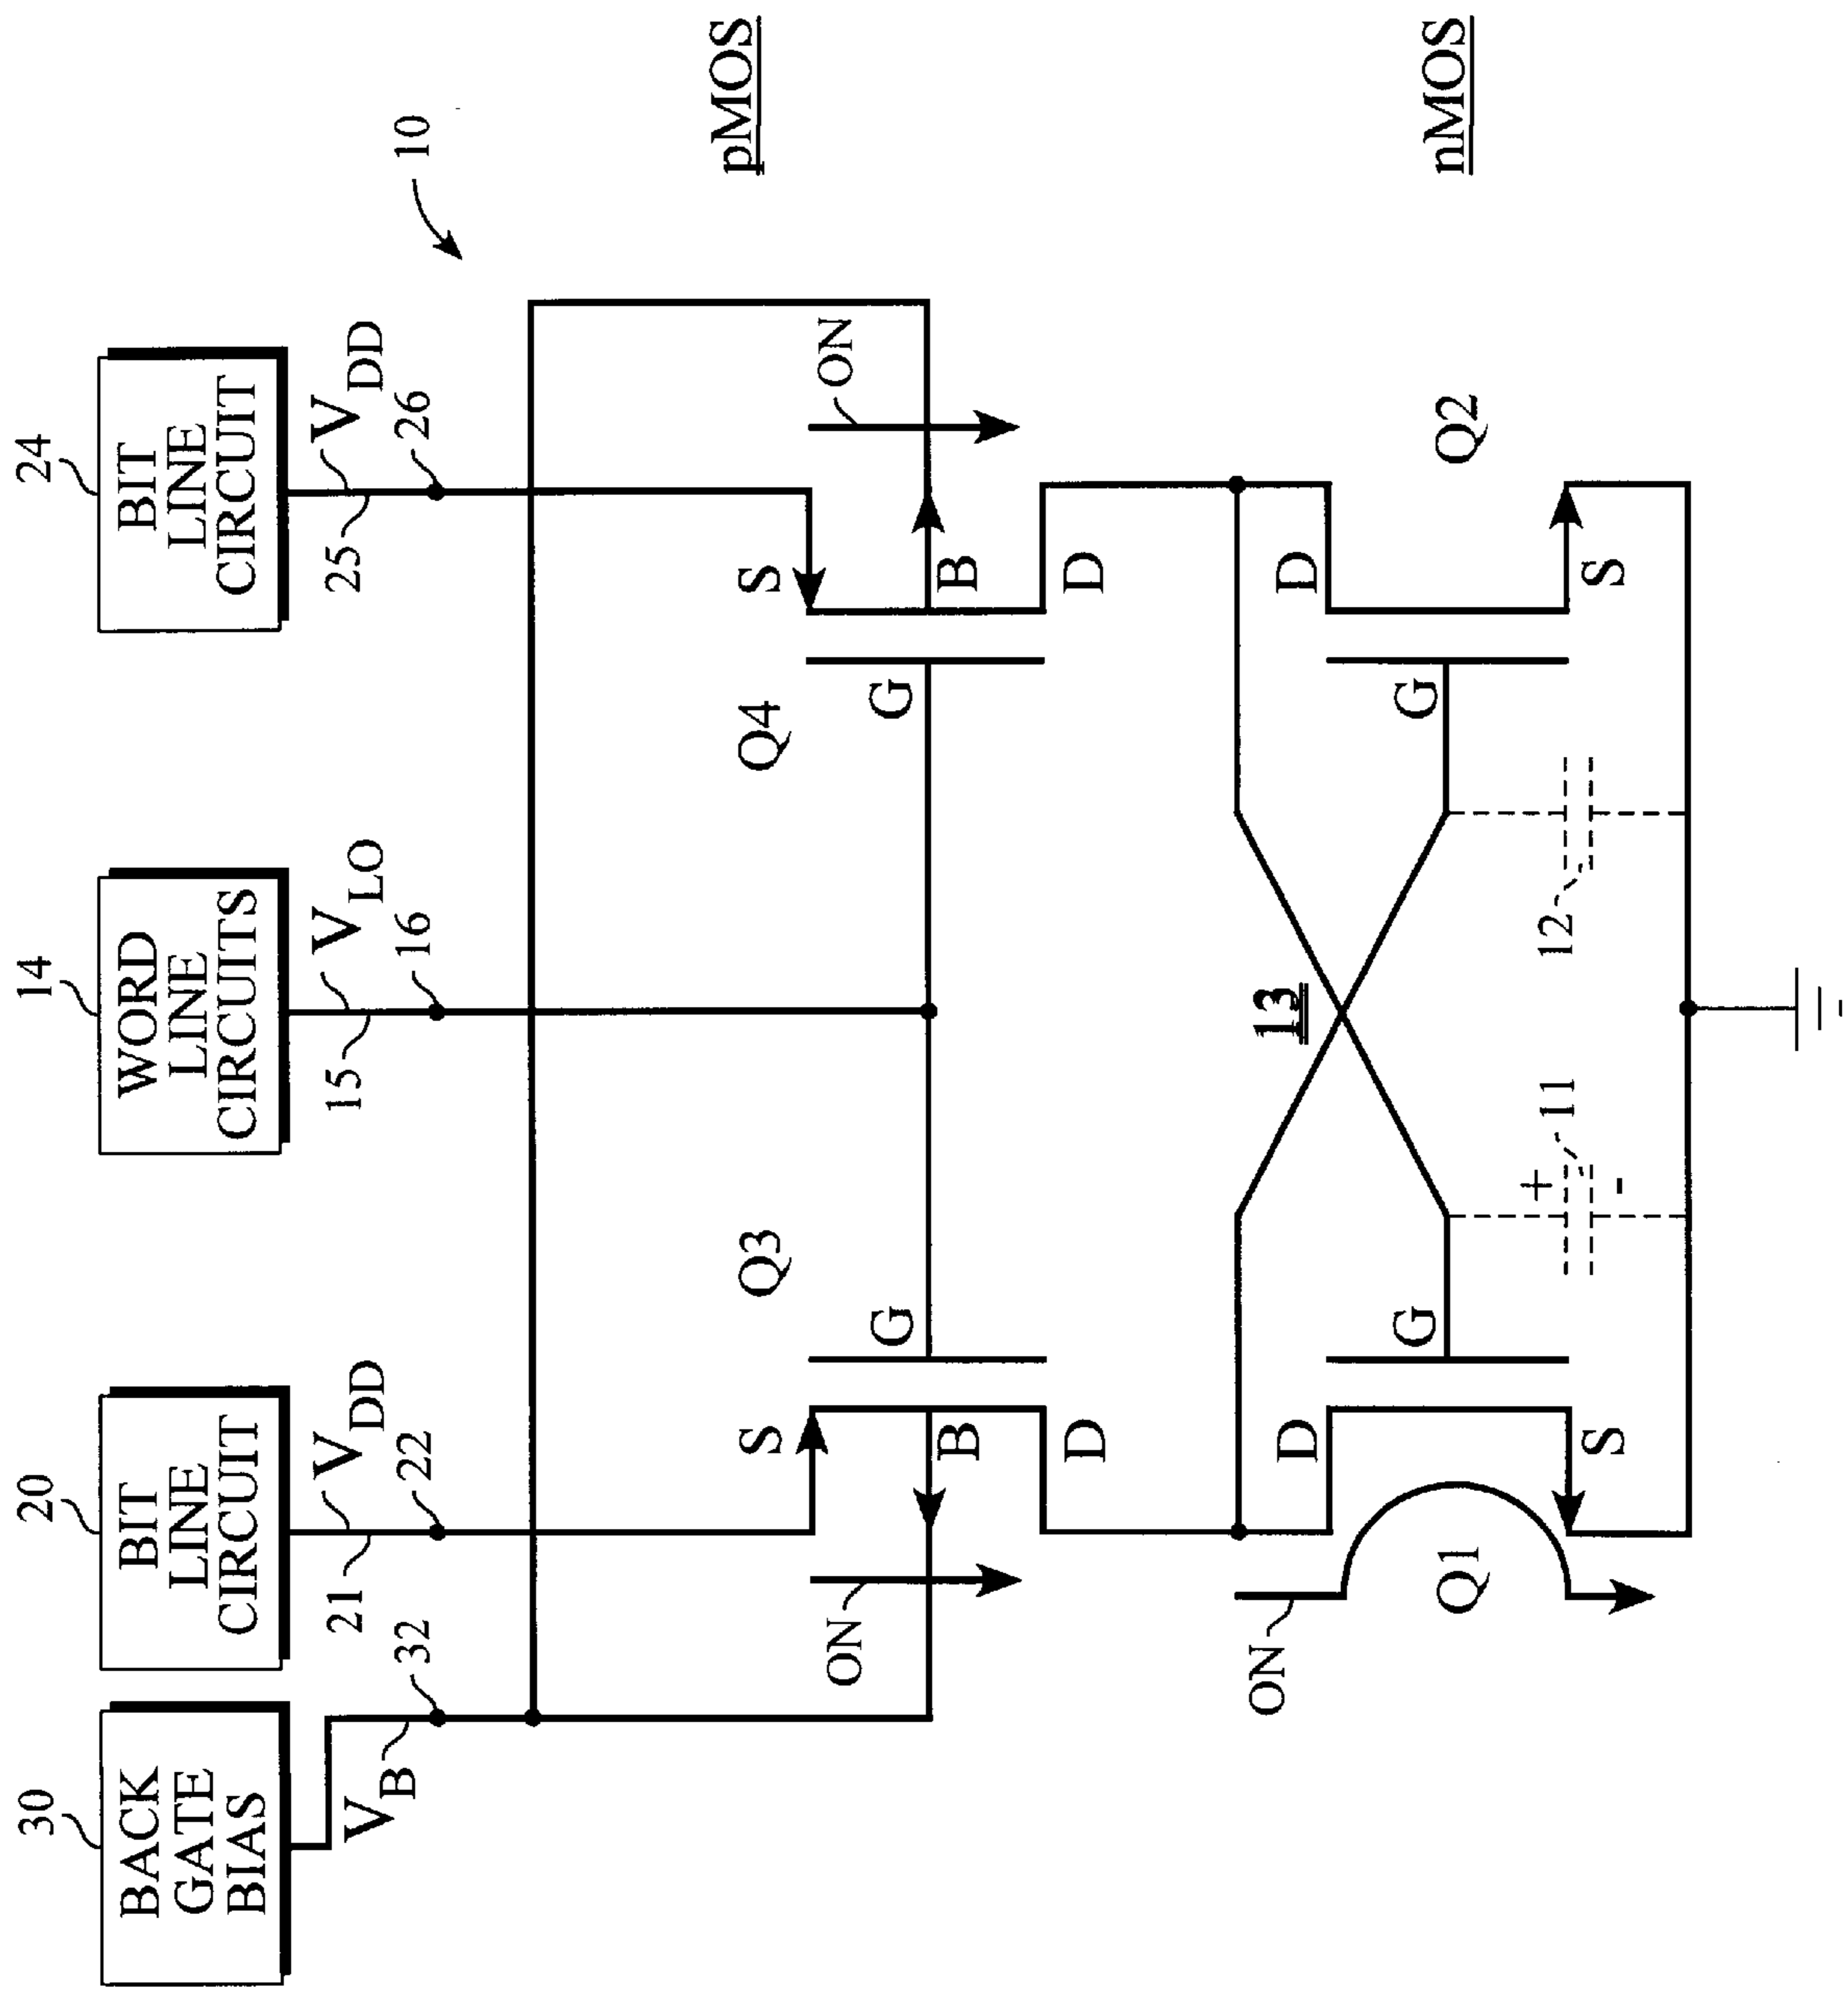 30
20
14
24
BACK
GATE
BIAS
BIT
LINE
CIRCUIT
WORD
LINE
CIRCUITS
BIT
LINE
CIRCUIT
VB
32
21
VDD
22
15
VLO
16
25
VDD
26
10
ON
S
B
D
G
Q3
Q4
G
S
B
D
ON
pMOS
ON
Q1
D
S
G
+
-
11
13
12
G
D
S
Q2
nMOS